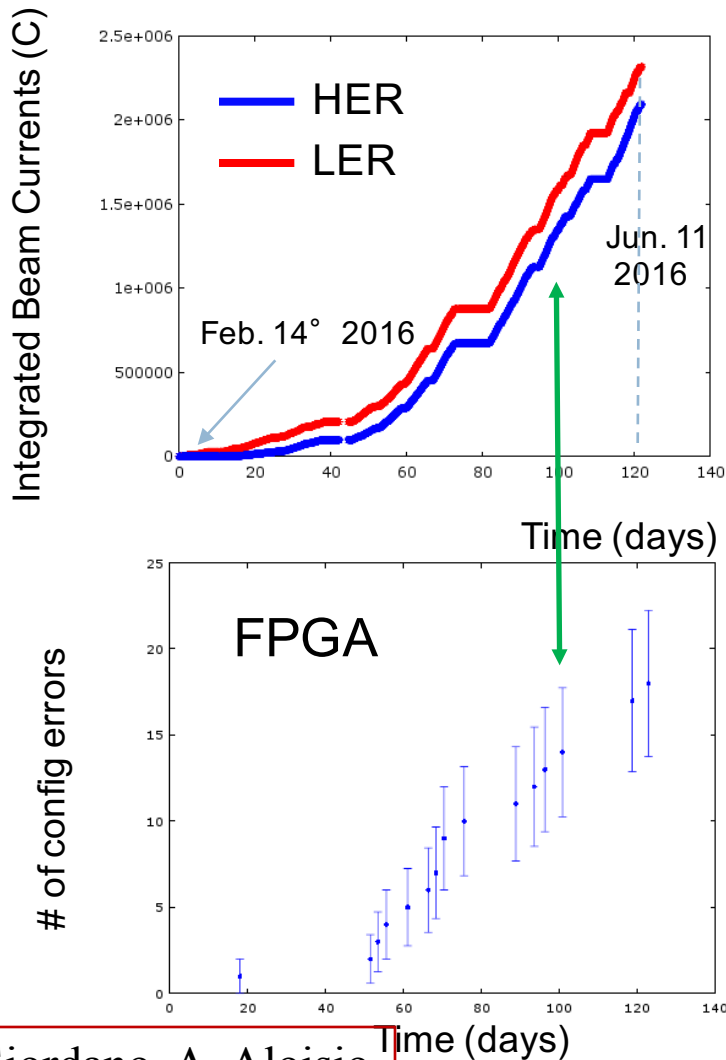 Integrated Beam Currents (C)
2.5e+006
2e+006
1.5e+006
1e+006
500000
0
HER
LER
Jun. 11
2016
Feb. 14° 2016
0 20 40 60 80 100 120 140
Time (days)
# of config errors
25
20
15
10
5
0
FPGA
0 20 40 60 80 100 120 140
Time (days)
Giordano, A. Aloisio